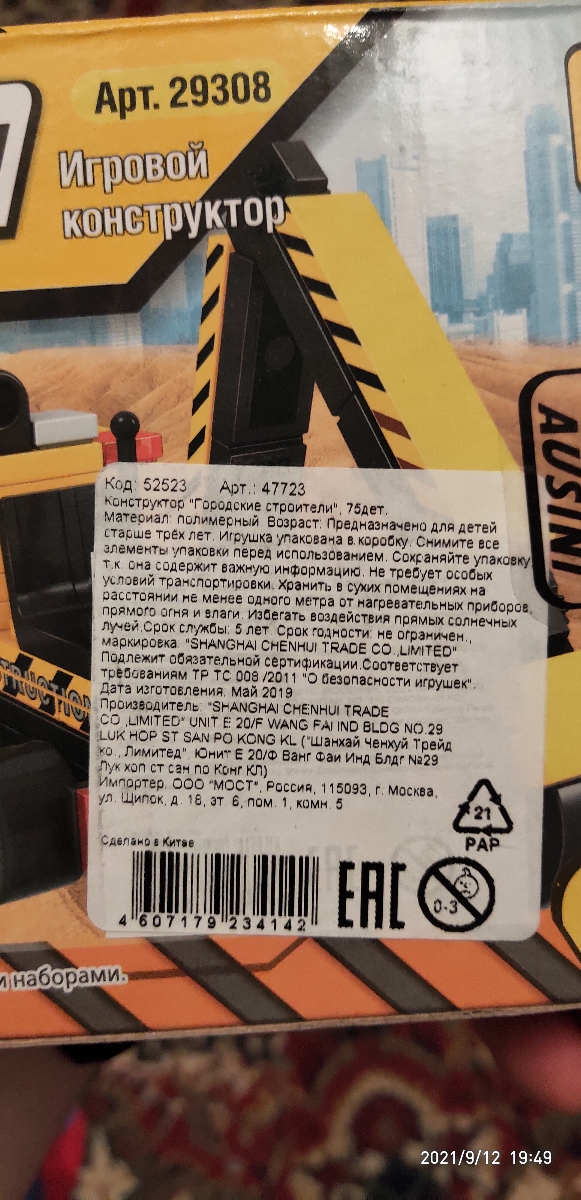 Арт. 29308
Игровой
конструктор
AUSINI
Код: 52523 Арт.: 47723
Конструктор "Городские строители", 75дет.
Материал: полимерный. Возраст: Предназначено для детей
старше трёх лет. Игрушка упакована в коробку. Снимите все
элементы упаковки перед использованием. Сохраняйте упаковку
т.к. она содержит важную информацию. Не требует особых
условий транспортировки. Хранить в сухих помещениях на
расстоянии не менее одного метра от нагревательных приборов,
прямого огня и влаги. Избегать воздействия прямых солнечных
лучей.Срок службы: 5 лет. Срок годности: не ограничен.,
маркировка: "SHANGHAI CHENHUI TRADE CO.,LIMITED"
Подлежит обязательной сертификации.Соответствует
требованиям ТР ТС 008 /2011 "О безопасности игрушек".
Дата изготовления: Май 2019
Производитель: "SHANGHAI CHENHUI TRADE
CO.,LIMITED" UNIT E 20/F WANG FAI IND BLDG NO.29
LUK HOP ST SAN PO KONG KL ("Шанхай Ченхуй Трейд
ко., Лимитед", Юнит Е 20/Ф Ванг Фаи Инд Блдг №29
Лук хоп ст сан по Конг КЛ)
Импортер: ООО "МОСТ", Россия, 115093, г. Москва,
ул. Щипок, д. 18, эт. 6, пом. 1, комн. 5
21
PAP
Сделано в Китае
4 607179 234142
EAC
0-3
и наборами.
2021/9/12 19:49